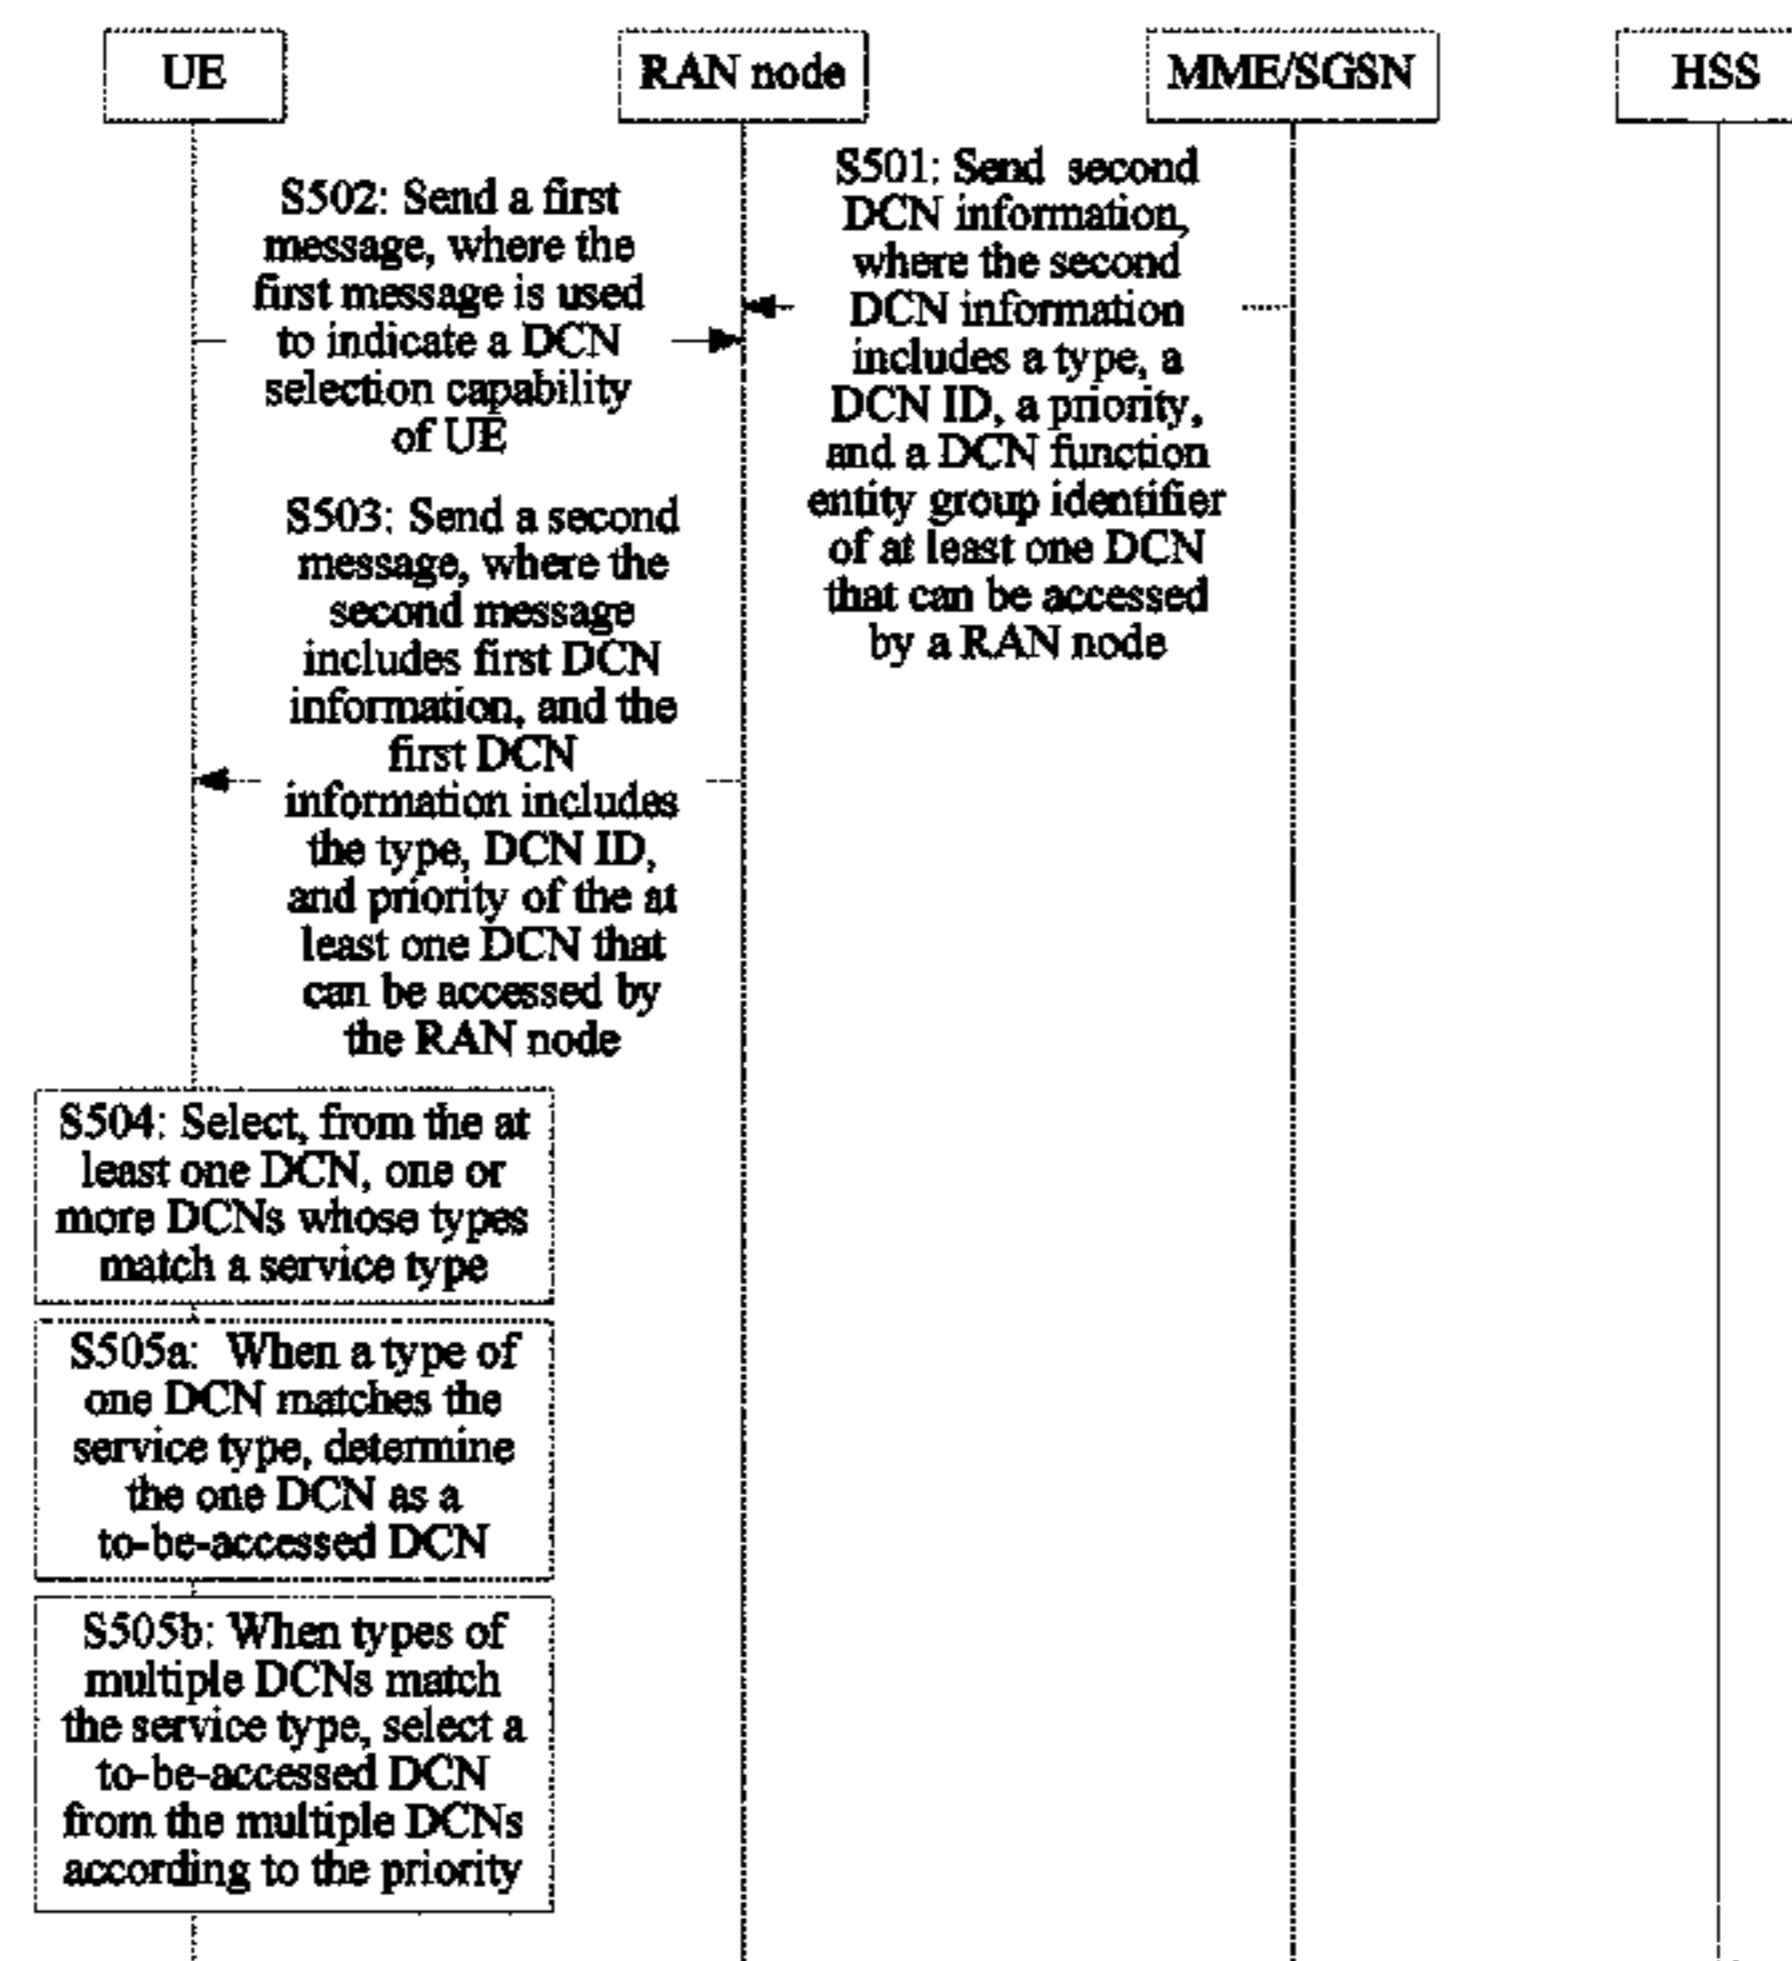 UE
RAN node
MME/SGSN
HSS
S501: Send second
DCN information,
where the second
DCN information
includes a type, a
DCN ID, a priority,
and a DCN function
entity group identifier
of at least one DCN
that can be accessed
by a RAN node
S502: Send a first
message, where the
first message is used
to indicate a DCN
selection capability
of UE
S503: Send a second
message, where the
second message
includes first DCN
information, and the
first DCN
information includes
the type, DCN ID,
and priority of the at
least one DCN that
can be accessed by
the RAN node
S504: Select, from the at
least one DCN, one or
more DCNs whose types
match a service type
S505a: When a type of
one DCN matches the
service type, determine
the one DCN as a
to-be-accessed DCN
S505b: When types of
multiple DCNs match
the service type, select a
to-be-accessed DCN
from the multiple DCNs
according to the priority